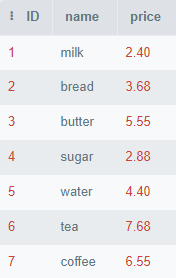 ID name price
1 milk 2.40
2 bread 3.68
3 butter 5.55
4 sugar 2.88
5 water 4.40
6 tea 7.68
7 coffee 6.55